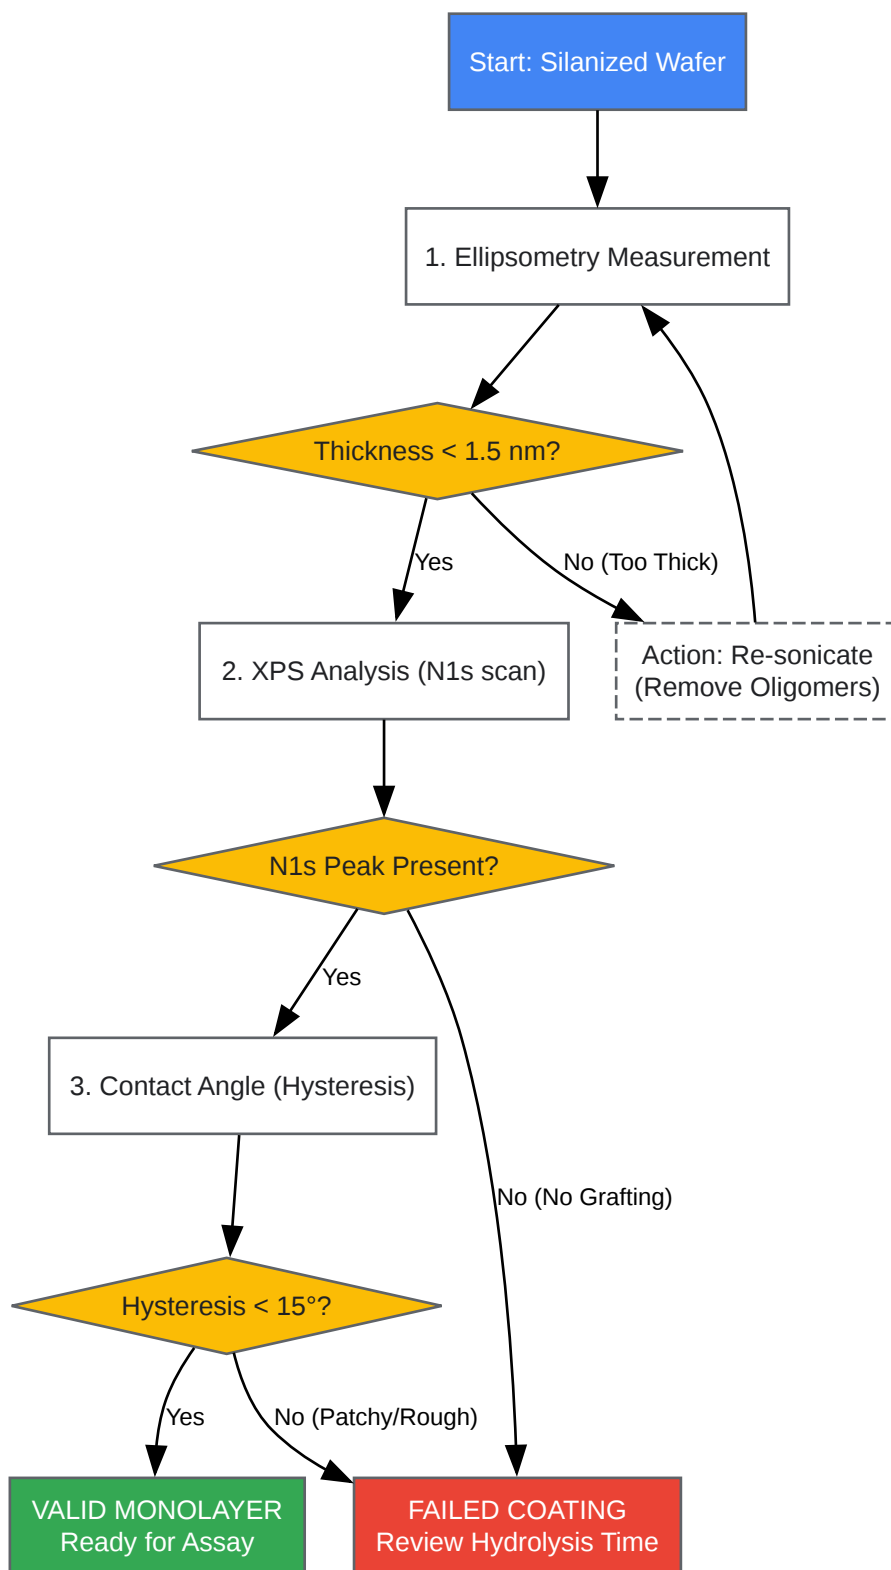 Start: Silanized Wafer
1. Ellipsometry Measurement
Thickness < 1.5 nm?
Yes
No (Too Thick)
2. XPS Analysis (N1s scan)
Action: Re-sonicate
(Remove Oligomers)
N1s Peak Present?
Yes
3. Contact Angle (Hysteresis)
No (No Grafting)
Hysteresis < 15°?
Yes
No (Patchy/Rough)
VALID MONOLAYER
Ready for Assay
FAILED COATING
Review Hydrolysis Time